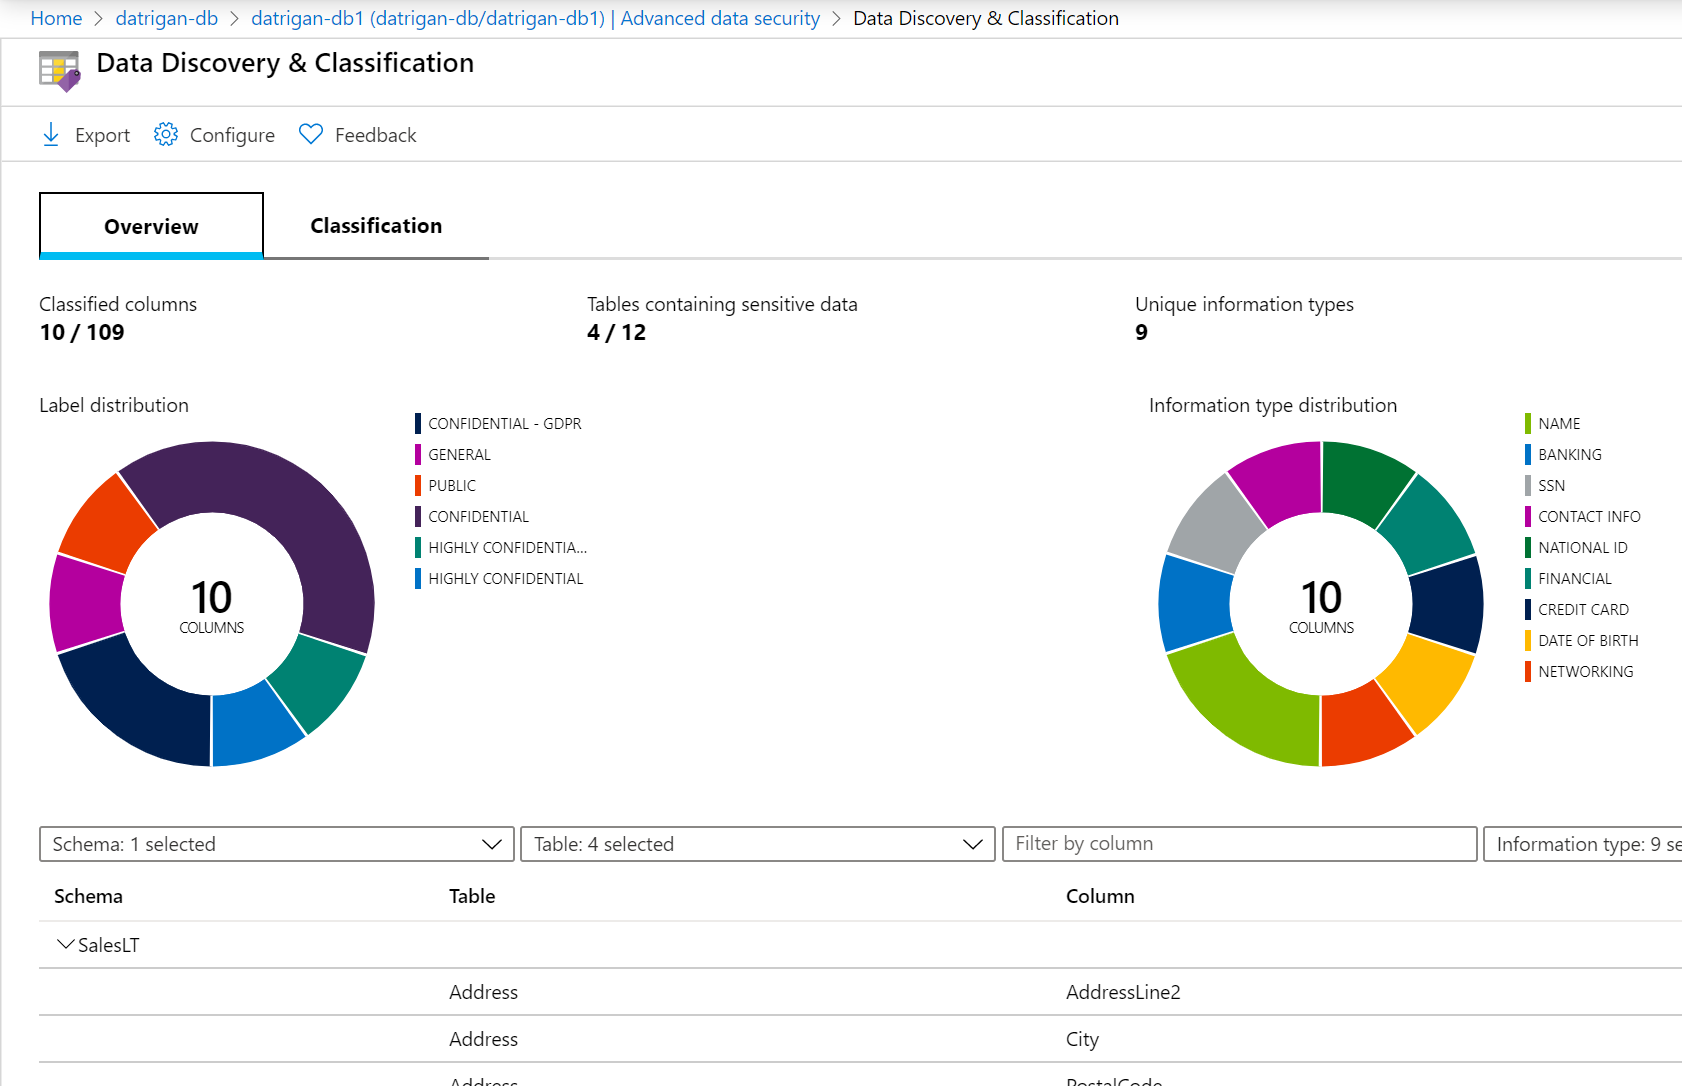 Home > datrigan-db > datrigan-db1 (datrigan-db/datrigan-db1) | Advanced data security > Data Discovery & Classification
Data Discovery & Classification
Export Configure Feedback
Overview Classification
Classified columns
10 / 109
Tables containing sensitive data
4 / 12
Unique information types
9
Label distribution
10
COLUMNS
CONFIDENTIAL - GDPR
GENERAL
PUBLIC
CONFIDENTIAL
HIGHLY CONFIDENTIA...
HIGHLY CONFIDENTIAL
Information type distribution
10
COLUMNS
NAME
BANKING
SSN
CONTACT INFO
NATIONAL ID
FINANCIAL
CREDIT CARD
DATE OF BIRTH
NETWORKING
Schema: 1 selected Table: 4 selected Filter by column Information type: 9 se
Schema Table Column
SalesLT
Address AddressLine2
Address City
Address PostalCode